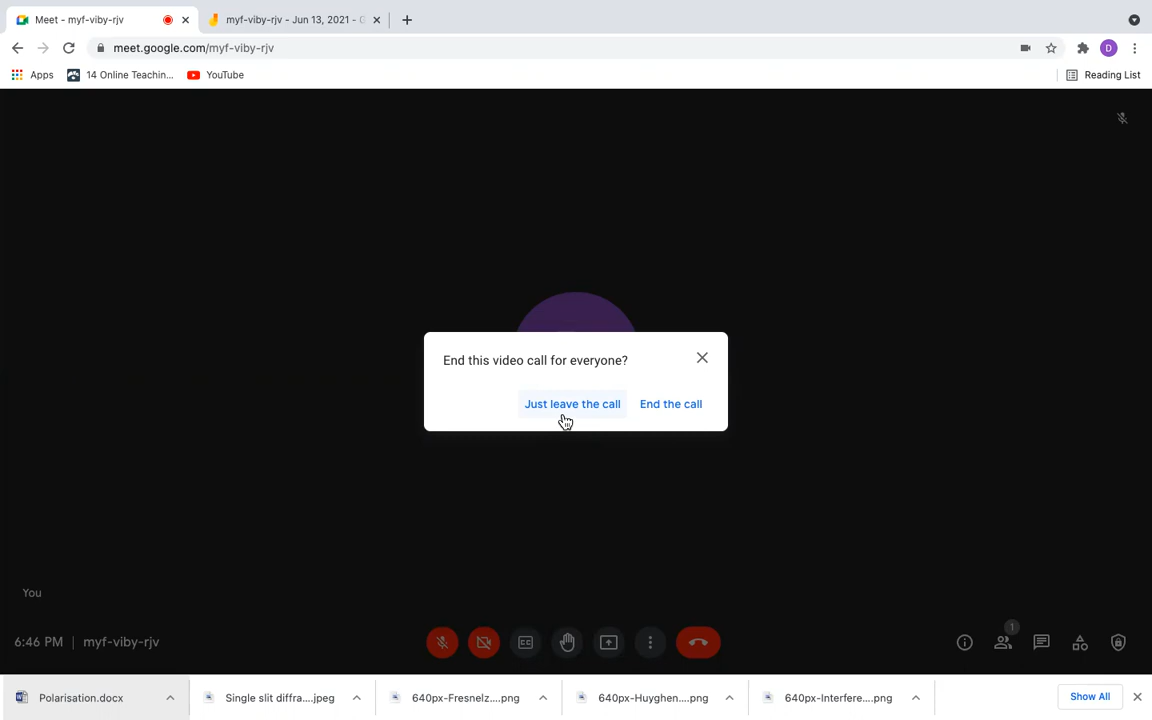 Meet - myf-viby-rjv
myf-viby-rjv - Jun 13, 2021 - G
meet.google.com/myf-viby-rjv
D
Apps
14 Online Teachin...
YouTube
Reading List
End this video call for everyone?
Just leave the call
End the call
You
6:46 PM | myf-viby-rjv
CC
1
Polarisation.docx
Single slit diffra....jpeg
640px-Fresnelz....png
640px-Huyghen....png
640px-Interfere....png
Show All